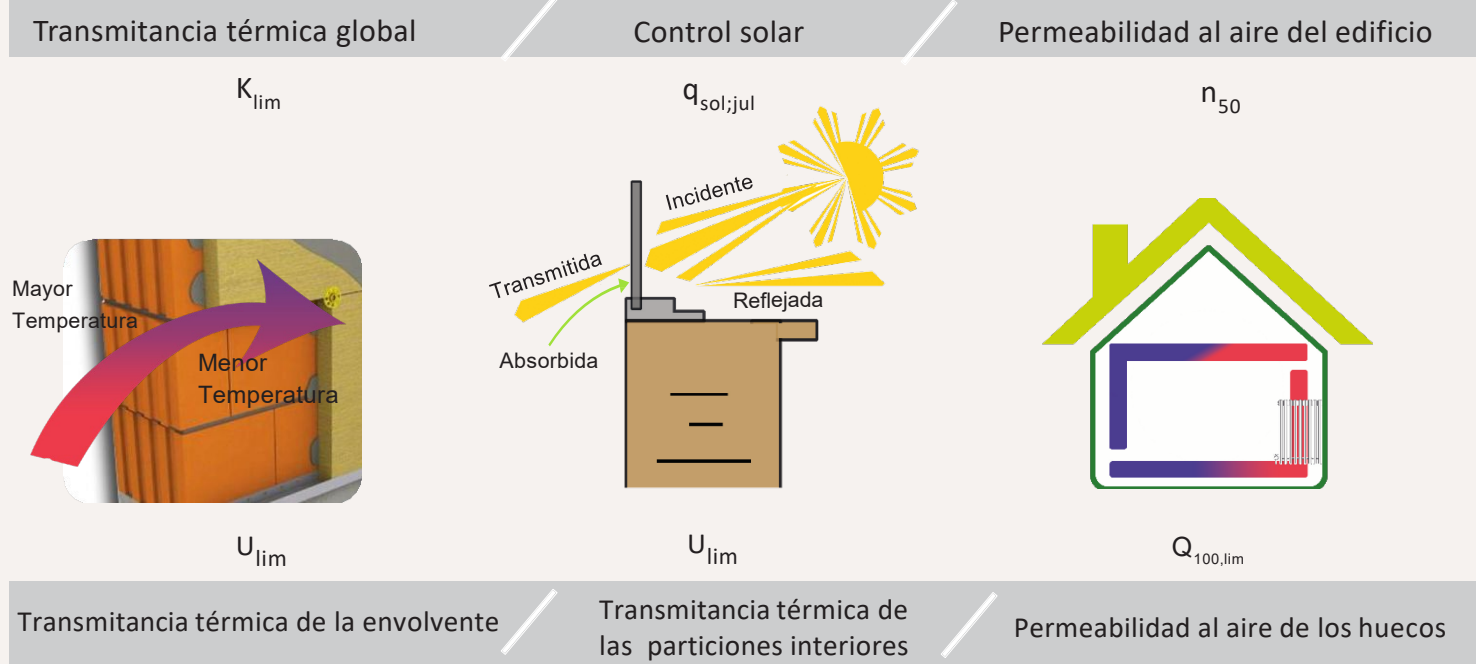 Transmitancia térmica global
Control solar
Permeabilidad al aire del edificio
Klim
qsol;jul
n50
Mayor
Temperatura
Menor
Temperatura
Incidente
Transmitida
Reflejada
Absorbida
Ulim
Ulim
Q100,lim
Transmitancia térmica de la envolvente
Transmitancia térmica de
las particiones interiores
Permeabilidad al aire de los huecos